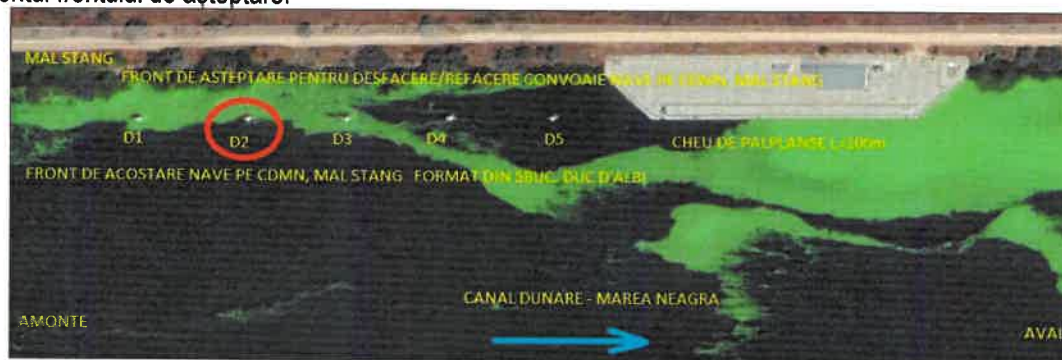 MAL STANG
FRONT DE ASTEPTARE PENTRU DESFACERE/REFACERE CONVOAIE NAVE PE CDMN, MAL STANG
D1
D2
D3
D4
D5
CHEU DE PALPLANSE L=200m
FRONT DE ACOSTARE NAVE PE CDMN, MAL STANG FORMAT DIN 5BUC. DUC D'ALBI
CANAL DUNARE - MAREA NEAGRA
AMONTE
AVAL